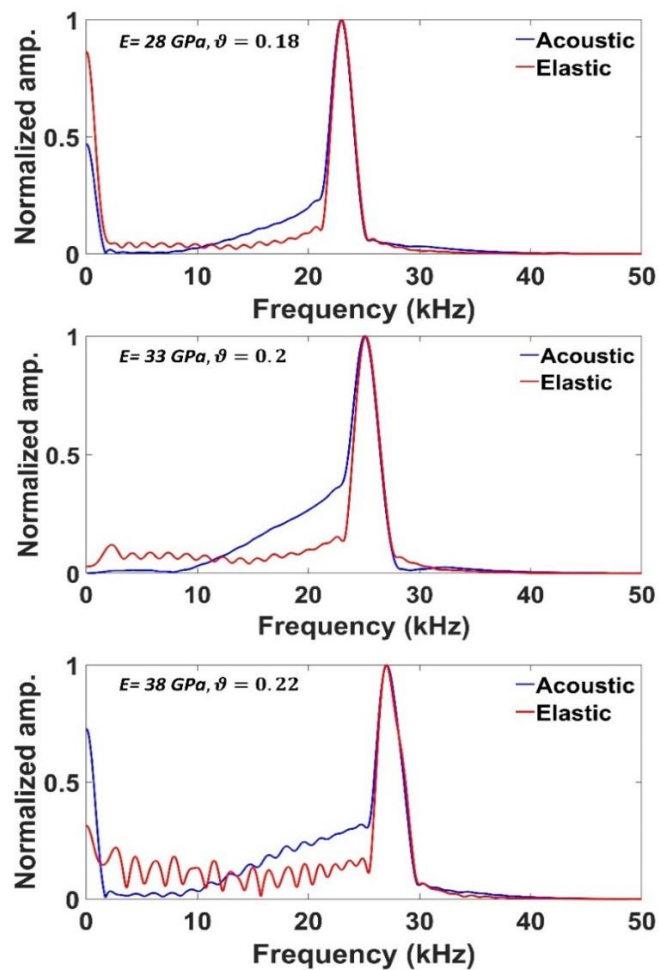 1
E= 28 GPa, ϑ = 0.18
Acoustic
Elastic
0.5
0
Normalized amp.
0 10 20 30 40 50
Frequency (kHz)
1
E= 33 GPa, ϑ = 0.2
Acoustic
Elastic
0.5
0
Normalized amp.
0 10 20 30 40 50
Frequency (kHz)
1
E= 38 GPa, ϑ = 0.22
Acoustic
Elastic
0.5
0
Normalized amp.
0 10 20 30 40 50
Frequency (kHz)